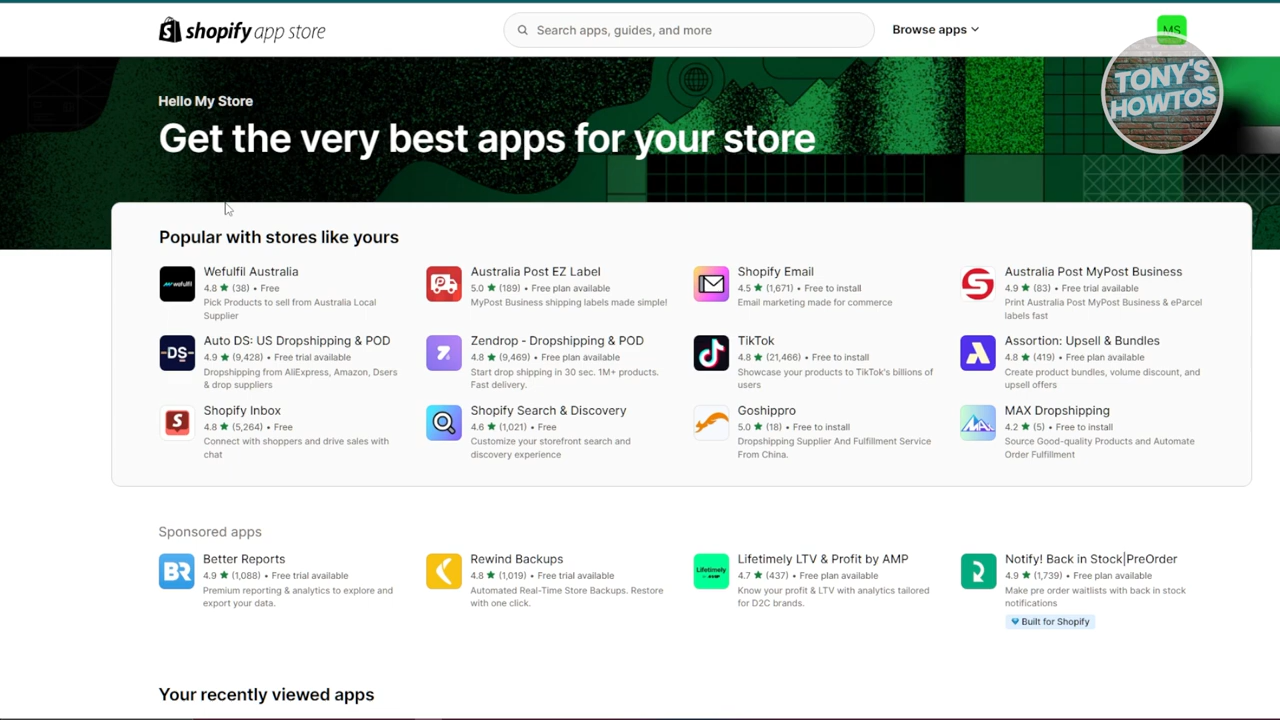 shopify app store
Search apps, guides, and more
Browse apps
MS
TONY'S
HOWTOS
Hello My Store
Get the very best apps for your store
Popular with stores like yours
wefulfil
Wefulfil Australia
4.8 ★ (38) • Free
Pick Products to sell from Australia Local
Supplier
Australia Post EZ Label
5.0 ★ (189) • Free plan available
MyPost Business shipping labels made simple!
Shopify Email
4.5 ★ (1,671) • Free to install
Email marketing made for commerce
Australia Post MyPost Business
4.9 ★ (83) • Free trial available
Print Australia Post MyPost Business & eParcel
labels fast
DS
Auto DS: US Dropshipping & POD
4.9 ★ (9,428) • Free trial available
Dropshipping from AliExpress, Amazon, Dsers
& drop suppliers
Zendrop - Dropshipping & POD
4.8 ★ (9,469) • Free plan available
Start drop shipping in 30 sec. 1M+ products.
Fast delivery.
TikTok
4.8 ★ (21,466) • Free to install
Showcase your products to TikTok's billions of
users
Assortion: Upsell & Bundles
4.8 ★ (419) • Free plan available
Create product bundles, volume discount, and
upsell offers
Shopify Inbox
4.8 ★ (5,264) • Free
Connect with shoppers and drive sales with
chat
Shopify Search & Discovery
4.6 ★ (1,021) • Free
Customize your storefront search and
discovery experience
Goshippro
5.0 ★ (18) • Free to install
Dropshipping Supplier And Fulfillment Service
From China.
MAX Dropshipping
4.2 ★ (5) • Free to install
Source Good-quality Products and Automate
Order Fulfillment
Sponsored apps
BR
Better Reports
4.9 ★ (1,088) • Free trial available
Premium reporting & analytics to explore and
export your data.
Rewind Backups
4.8 ★ (1,019) • Free trial available
Automated Real-Time Store Backups. Restore
with one click.
Lifetimely
by AMP
Lifetimely LTV & Profit by AMP
4.7 ★ (437) • Free plan available
Know your profit & LTV with analytics tailored
for D2C brands.
Notify! Back in Stock|PreOrder
4.9 ★ (1,739) • Free plan available
Make pre order waitlists with back in stock
notifications
Built for Shopify
Your recently viewed apps